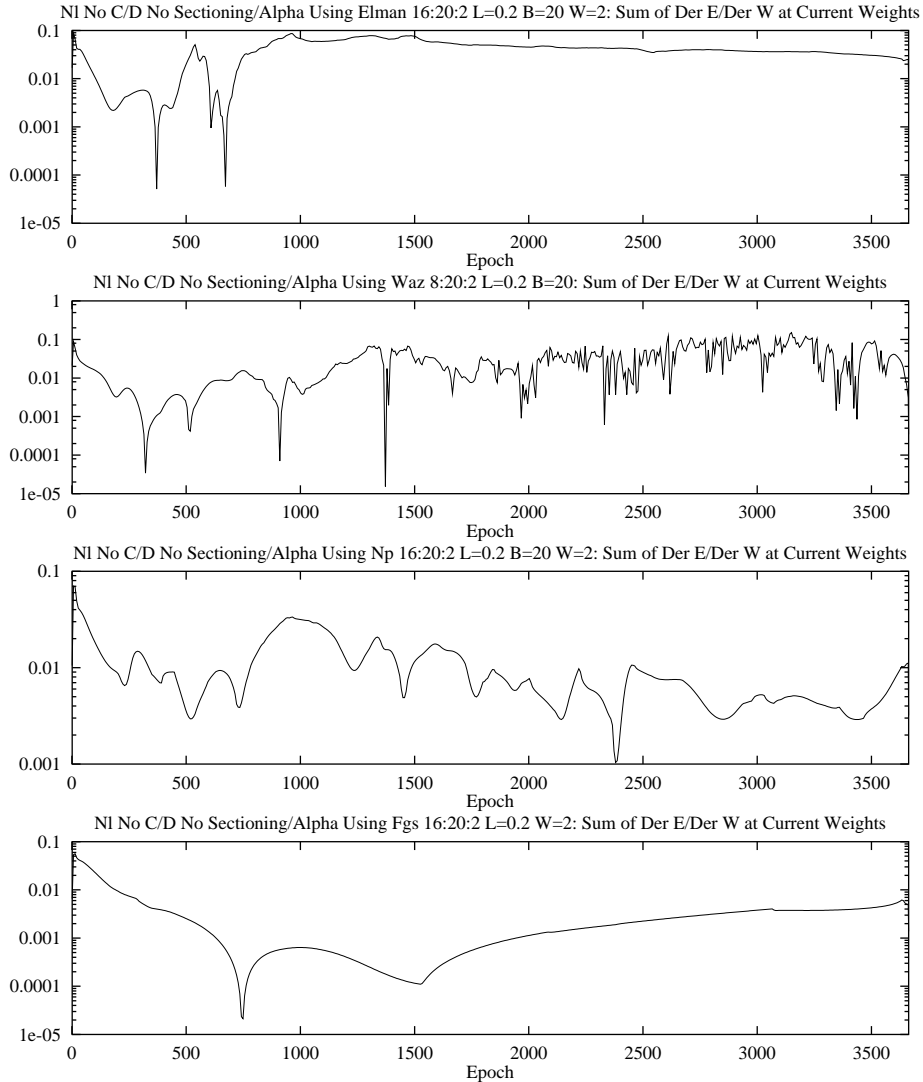 Nl No C/D No Sectioning/Alpha Using Elman 16:20:2 L=0.2 B=20 W=2: Sum of Der E/Der W at Current Weights
0.1
0.01
0.001
0.0001
1e-05
0 500 1000 1500 2000 2500 3000 3500
Epoch
Nl No C/D No Sectioning/Alpha Using Waz 8:20:2 L=0.2 B=20: Sum of Der E/Der W at Current Weights
1
0.1
0.01
0.001
0.0001
1e-05
0 500 1000 1500 2000 2500 3000 3500
Epoch
Nl No C/D No Sectioning/Alpha Using Np 16:20:2 L=0.2 B=20 W=2: Sum of Der E/Der W at Current Weights
0.1
0.01
0.001
0 500 1000 1500 2000 2500 3000 3500
Epoch
Nl No C/D No Sectioning/Alpha Using Fgs 16:20:2 L=0.2 W=2: Sum of Der E/Der W at Current Weights
0.1
0.01
0.001
0.0001
1e-05
0 500 1000 1500 2000 2500 3000 3500
Epoch